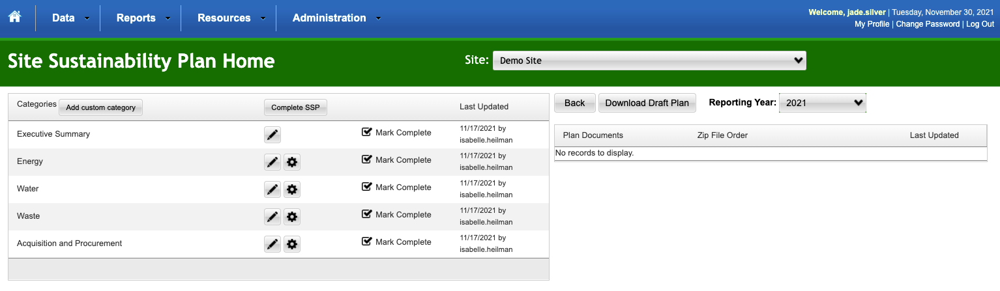 Data
Reports
Resources
Administration
Welcome, jade.silver | Tuesday, November 30, 2021
My Profile | Change Password | Log Out
Site Sustainability Plan Home
Site: Demo Site
Categories Add custom category Complete SSP Last Updated
Executive Summary Mark Complete 11/17/2021 by
isabelle.heilman
Energy Mark Complete 11/17/2021 by
isabelle.heilman
Water Mark Complete 11/17/2021 by
isabelle.heilman
Waste Mark Complete 11/17/2021 by
isabelle.heilman
Acquisition and Procurement Mark Complete 11/17/2021 by
isabelle.heilman
Back Download Draft Plan Reporting Year: 2021
Plan Documents Zip File Order Last Updated
No records to display.